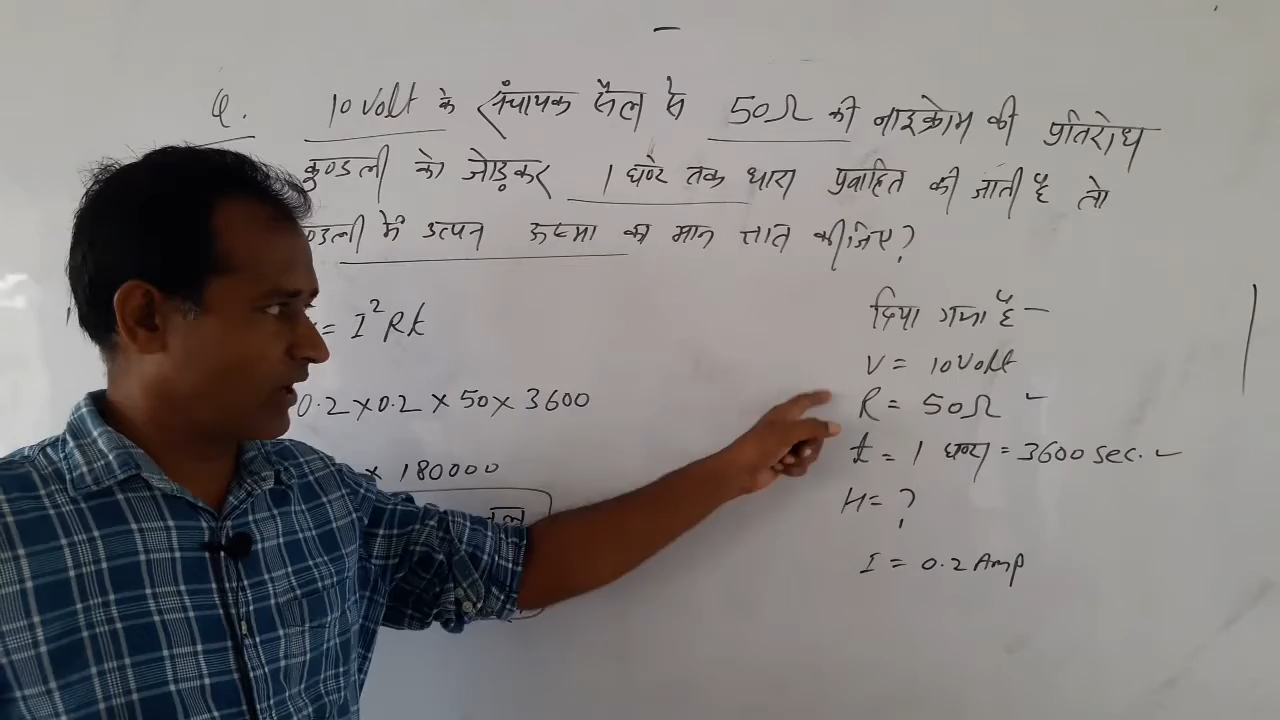 Q. 10 Volt के संचायक सैल से 50Ω की नाइक्रोम की प्रतिरोध
कुण्डली को जोड़कर 1 घण्टे तक धारा प्रवाहित की जाती है तो
ण्डली में उत्पन ऊष्मा का मान ज्ञात कीजिए?
= I²Rt
0.2 x 0.2 x 50 x 3600
x 180000
दिया गया है —
V = 10 Volt
R = 50Ω ✓
t = 1 घण्टा = 3600 sec. ✓
H = ?
I = 0.2 Amp